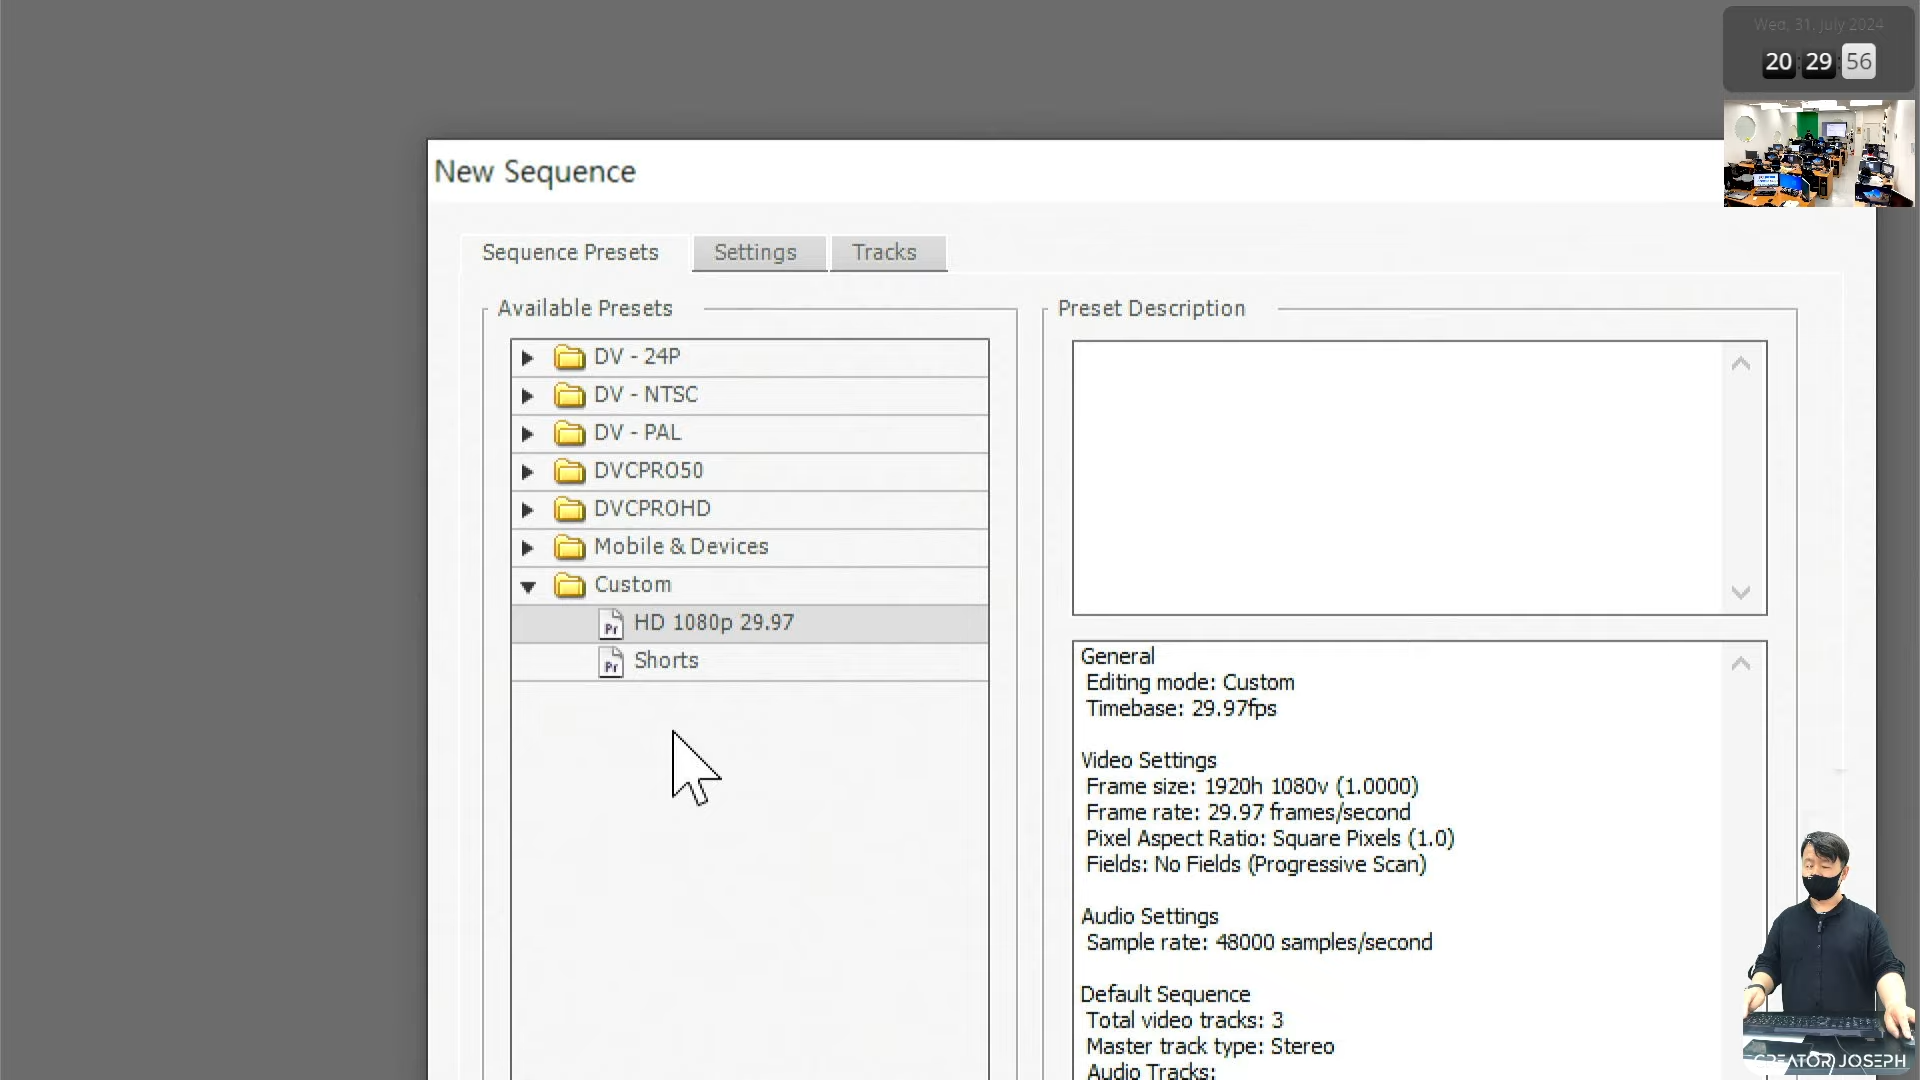 Wed, 31. July 2024
20:29:56
New Sequence
Sequence Presets
Settings
Tracks
Available Presets
DV - 24P
DV - NTSC
DV - PAL
DVCPRO50
DVCPROHD
Mobile & Devices
Custom
Pr HD 1080p 29.97
Pr Shorts
Preset Description
General
Editing mode: Custom
Timebase: 29.97fps
Video Settings
Frame size: 1920h 1080v (1.0000)
Frame rate: 29.97 frames/second
Pixel Aspect Ratio: Square Pixels (1.0)
Fields: No Fields (Progressive Scan)
Audio Settings
Sample rate: 48000 samples/second
Default Sequence
Total video tracks: 3
Master track type: Stereo
Audio Tracks:
CREATOR JOSEPH